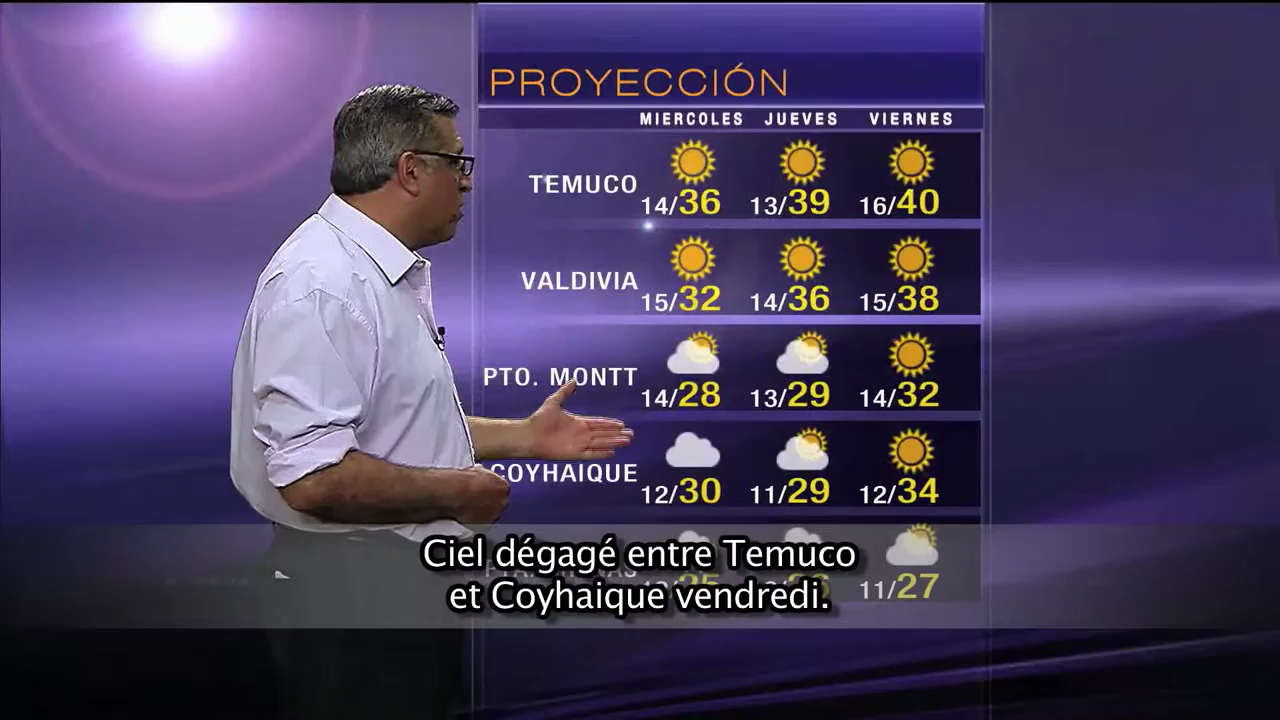 PROYECCIÓN
MIERCOLES JUEVES VIERNES
TEMUCO 14/36 13/39 16/40
VALDIVIA 15/32 14/36 15/38
PTO. MONTT 14/28 13/29 14/32
COYHAIQUE 12/30 11/29 12/34
11/27
Ciel dégagé entre Temuco
et Coyhaique vendredi.